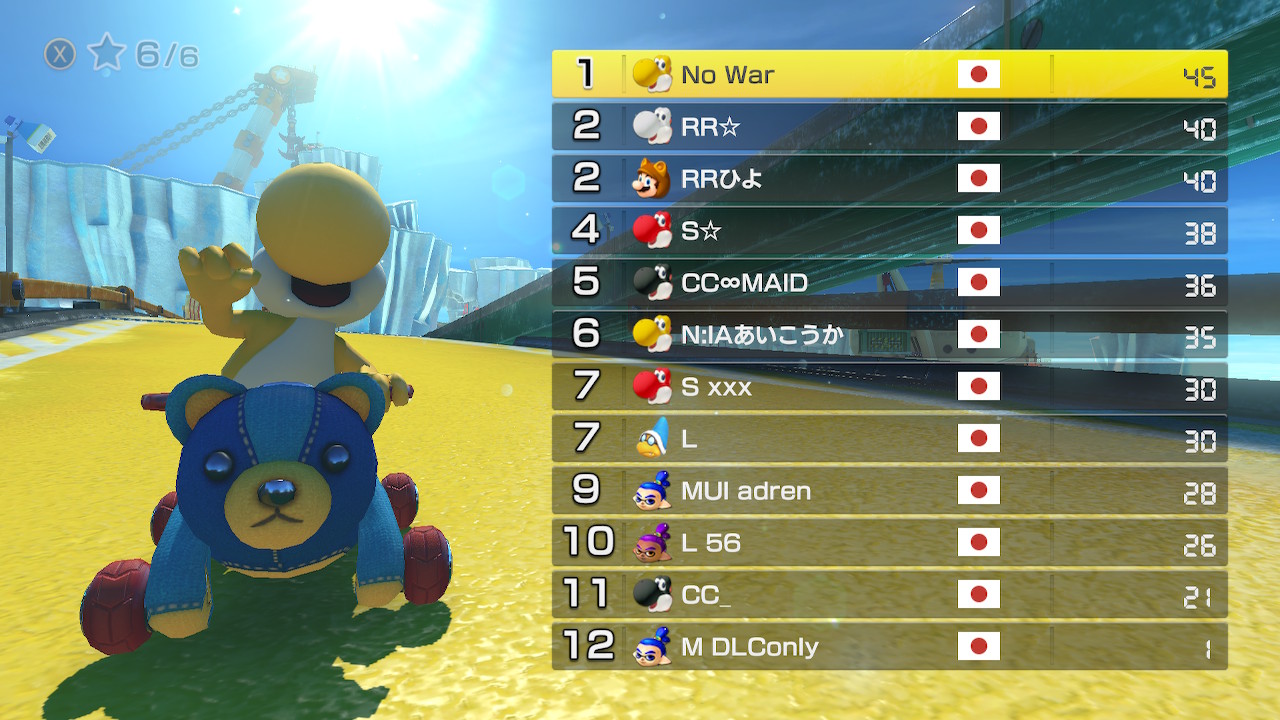 X ☆ 6/6
1 No War 45
2 RR☆ 40
2 RRひよ 40
4 S☆ 38
5 CC∞MAID 36
6 N:IAあいこうか 35
7 S xxx 30
7 L 30
9 MUI adren 28
10 L 56 26
11 CC_ 21
12 M DLConly 1